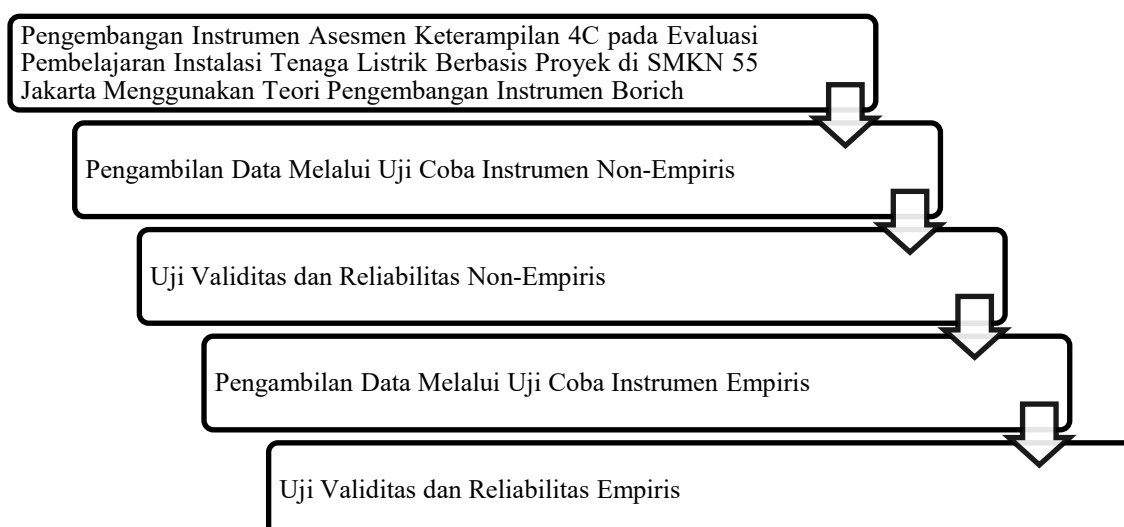 Pengembangan Instrumen Asesmen Keterampilan 4C pada Evaluasi
Pembelajaran Instalasi Tenaga Listrik Berbasis Proyek di SMKN 55
Jakarta Menggunakan Teori Pengembangan Instrumen Borich
Pengambilan Data Melalui Uji Coba Instrumen Non-Empiris
Uji Validitas dan Reliabilitas Non-Empiris
Pengambilan Data Melalui Uji Coba Instrumen Empiris
Uji Validitas dan Reliabilitas Empiris